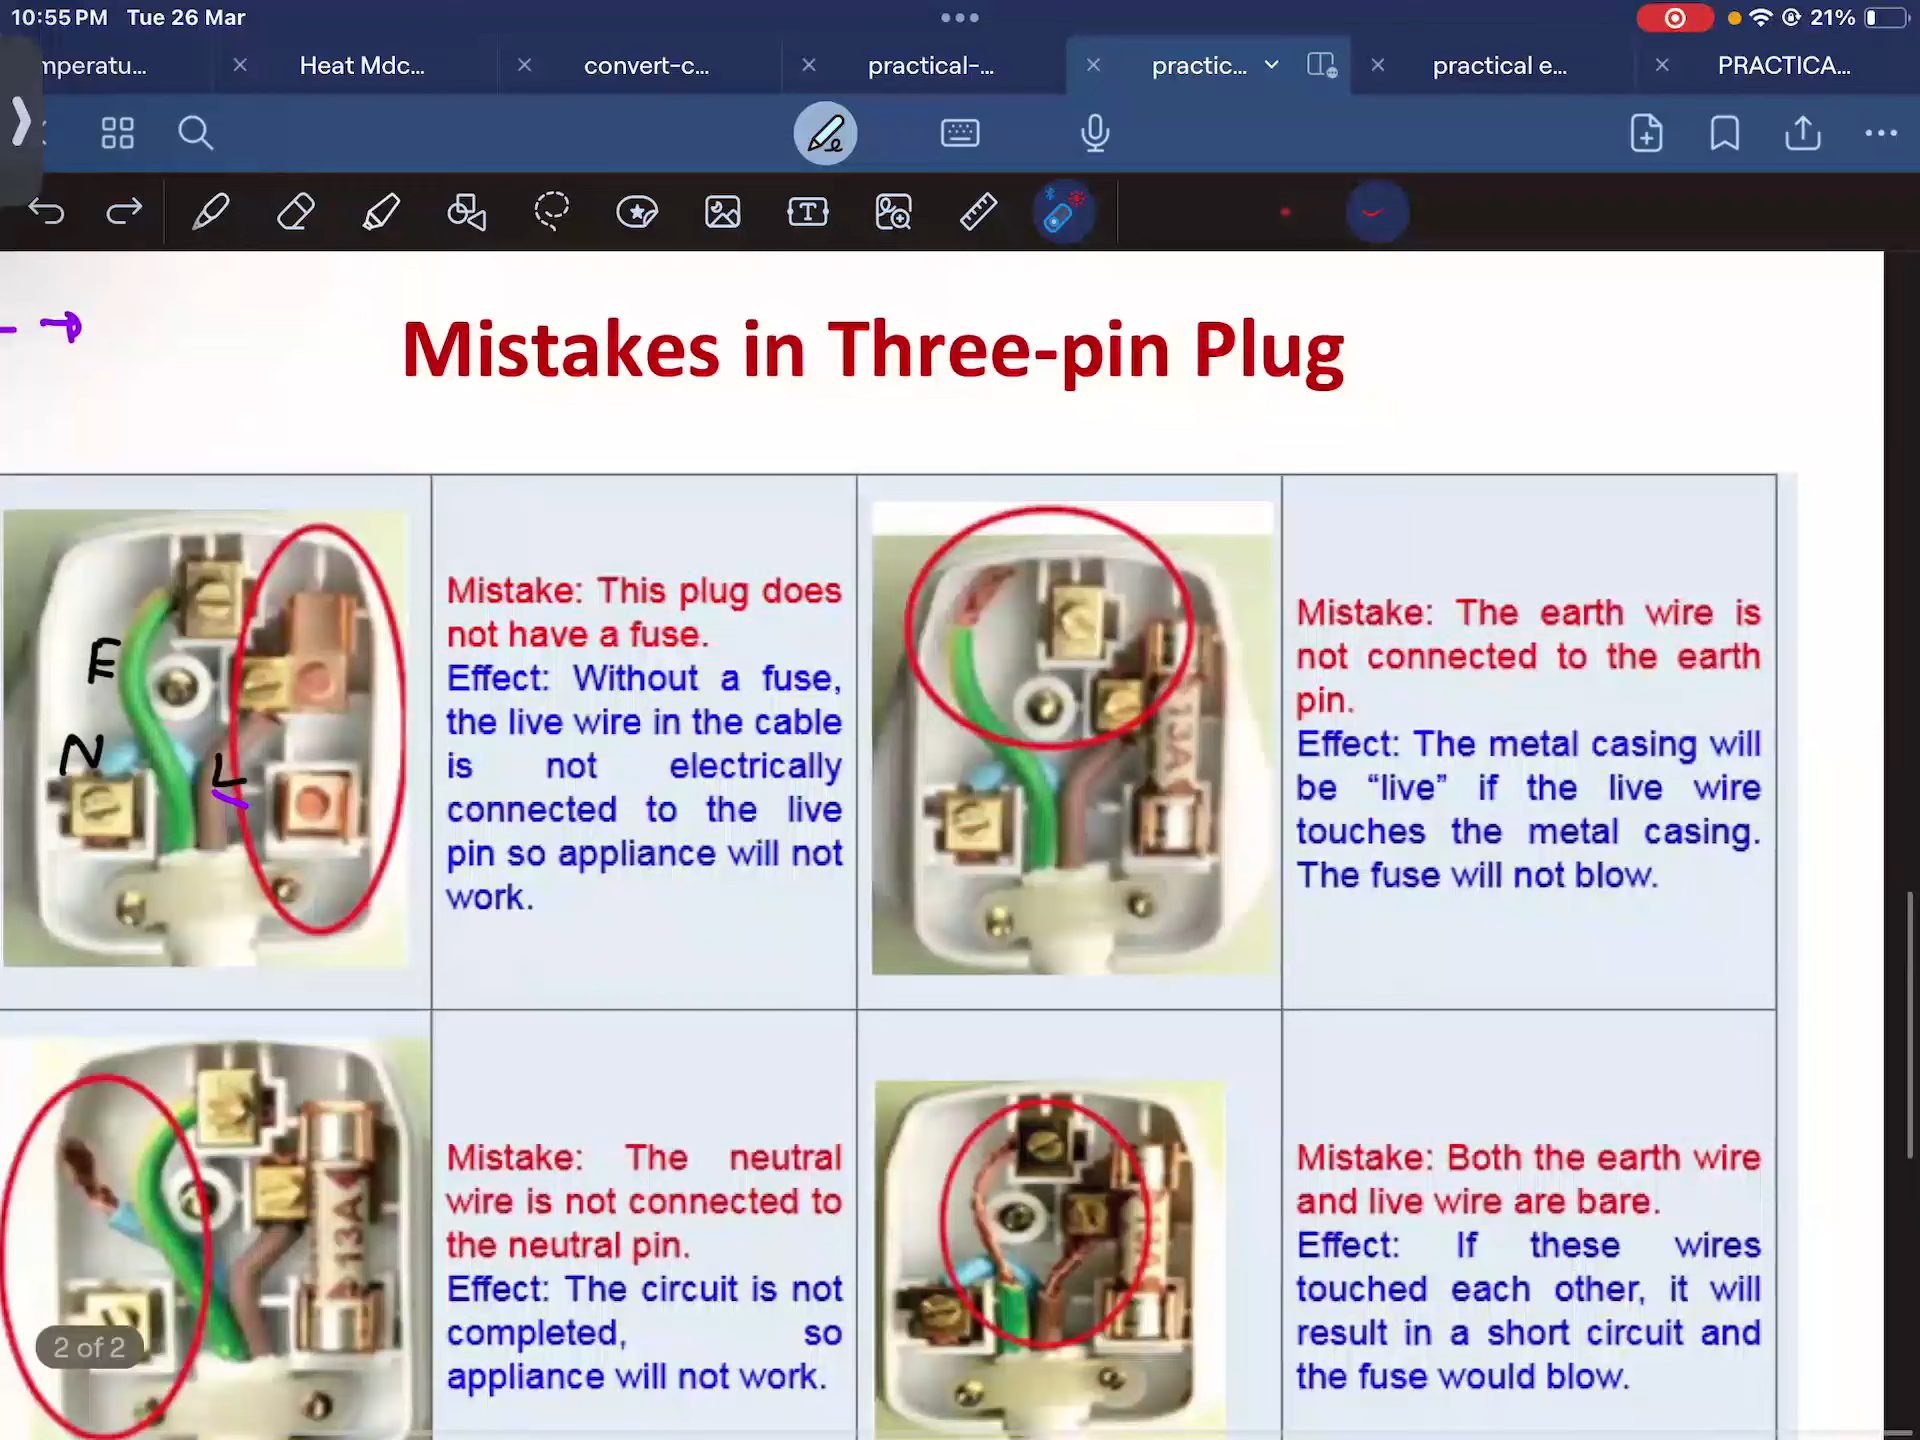 10:55 PM Tue 26 Mar
21%
mperatu...
Heat Mdc...
convert-c...
practical-...
practic...
practical e...
PRACTICA...
Mistakes in Three-pin Plug
E
N
L
Mistake: This plug does
not have a fuse.
Effect: Without a fuse,
the live wire in the cable
is not electrically
connected to the live
pin so appliance will not
work.
13A
Mistake: The earth wire is
not connected to the earth
pin.
Effect: The metal casing will
be “live” if the live wire
touches the metal casing.
The fuse will not blow.
13A
Mistake: The neutral
wire is not connected to
the neutral pin.
Effect: The circuit is not
completed, so
appliance will not work.
13A
Mistake: Both the earth wire
and live wire are bare.
Effect: If these wires
touched each other, it will
result in a short circuit and
the fuse would blow.
2 of 2